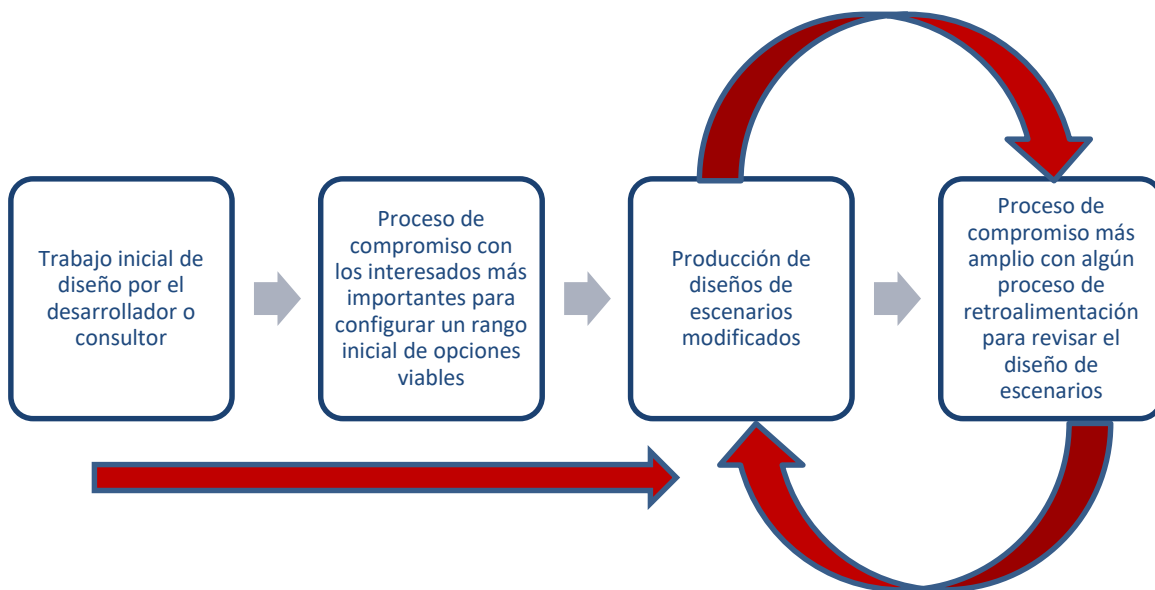 Trabajo inicial de
diseño por el
desarrollador o
consultor
Proceso de
compromiso con
los interesados más
importantes para
configurar un rango
inicial de opciones
viables
Producción de
diseños de
escenarios
modificados
Proceso de
compromiso más
amplio con algún
proceso de
retroalimentación
para revisar el
diseño de
escenarios